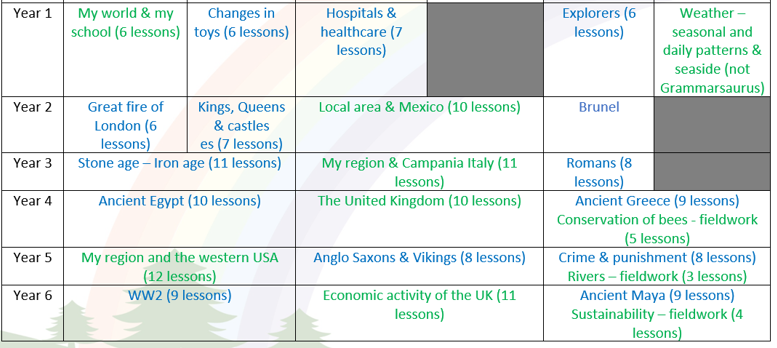 Year 1
My world & my
school (6 lessons)
Changes in
toys (6 lessons)
Hospitals &
healthcare (7
lessons)
Explorers (6
lessons)
Weather –
seasonal and
daily patterns &
seaside (not
Grammarsaurus)
Year 2
Great fire of
London (6
lessons)
Kings, Queens
& castles
es (7 lessons)
Local area & Mexico (10 lessons)
Brunel
Year 3
Stone age – Iron age (11 lessons)
My region & Campania Italy (11
lessons)
Romans (8
lessons)
Year 4
Ancient Egypt (10 lessons)
The United Kingdom (10 lessons)
Ancient Greece (9 lessons)
Conservation of bees - fieldwork
(5 lessons)
Year 5
My region and the western USA
(12 lessons)
Anglo Saxons & Vikings (8 lessons)
Crime & punishment (8 lessons)
Rivers – fieldwork (3 lessons)
Year 6
WW2 (9 lessons)
Economic activity of the UK (11
lessons)
Ancient Maya (9 lessons)
Sustainability – fieldwork (4
lessons)